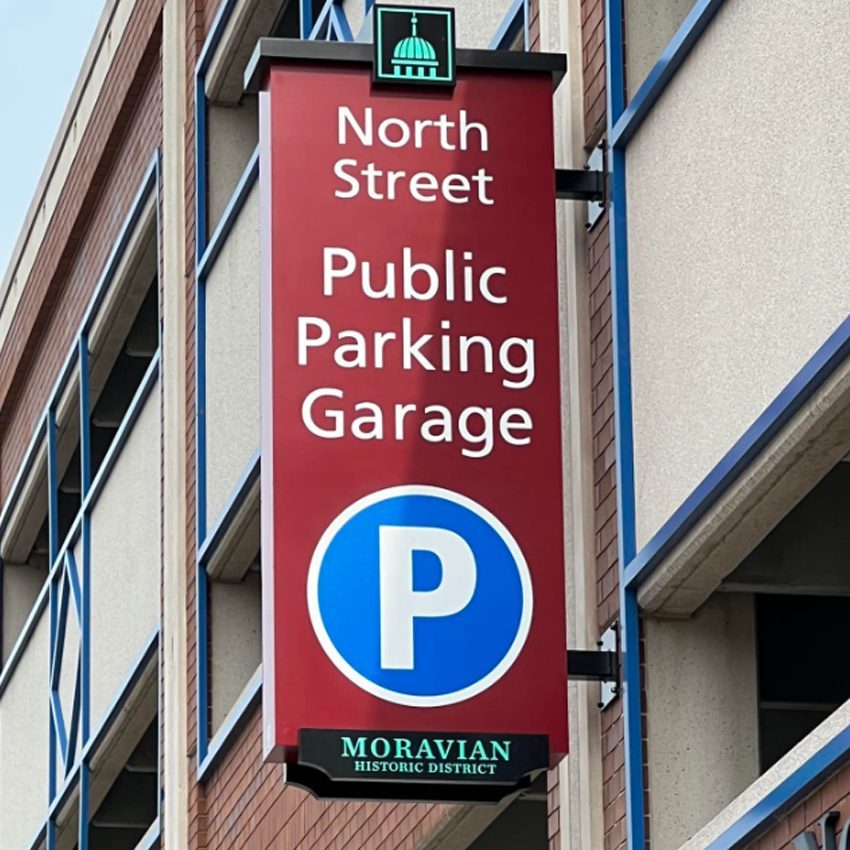 North
Street
Public
Parking
Garage
P
MORAVIAN
HISTORIC DISTRICT